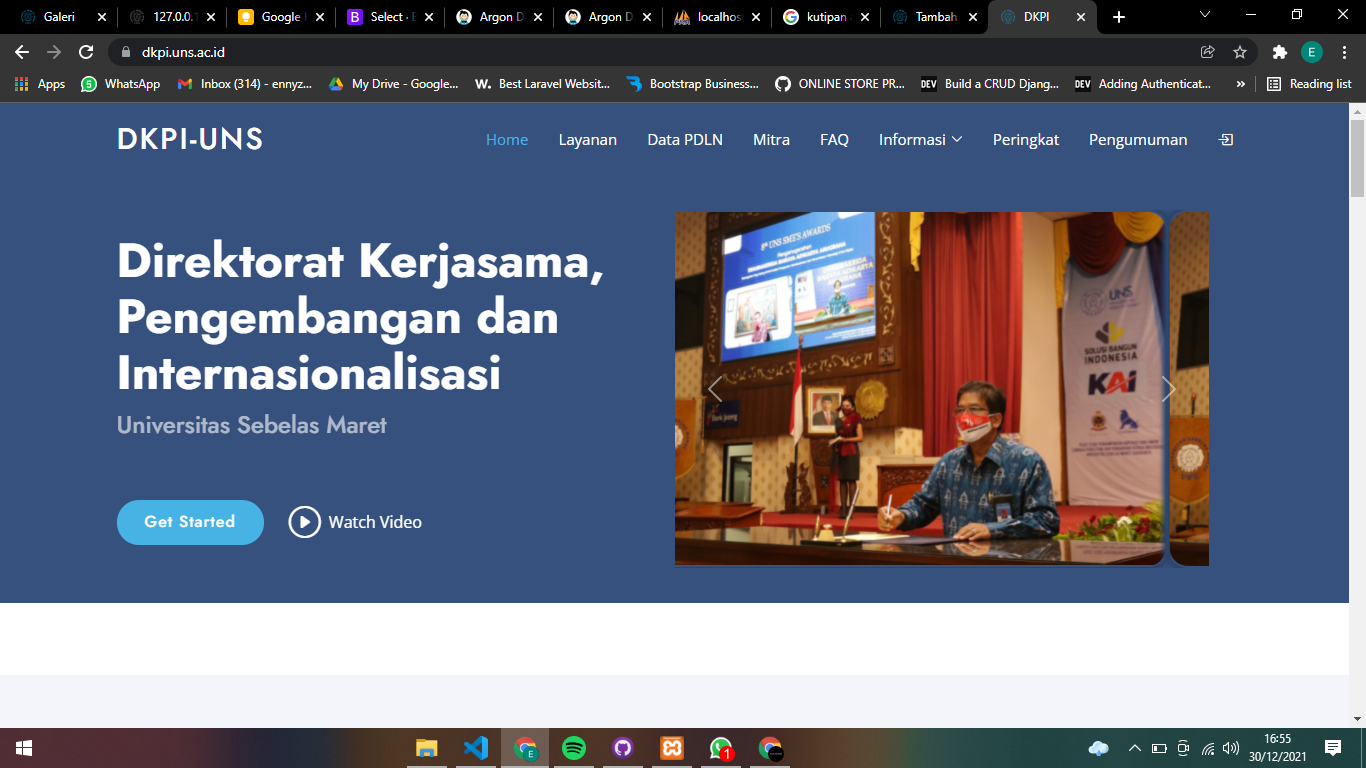 Galeri
127.0.0.1
Google
Select · B
Argon D
Argon D
localhos
kutipan
Tambah
DKPI
dkpi.uns.ac.id
E
Apps
WhatsApp
Inbox (314) - ennyz...
My Drive - Google...
Best Laravel Websit...
Bootstrap Business...
ONLINE STORE PR...
Build a CRUD Djang...
Adding Authenticat...
»
Reading list
DKPI-UNS
Home
Layanan
Data PDLN
Mitra
FAQ
Informasi
Peringkat
Pengumuman
Direktorat Kerjasama,
Pengembangan dan
Internasionalisasi
Universitas Sebelas Maret
Get Started
Watch Video
8th UNS SME'S AWARDS
UNS
SOLUSI BANGUN
INDONESIA
KAI
1
16:55
30/12/2021